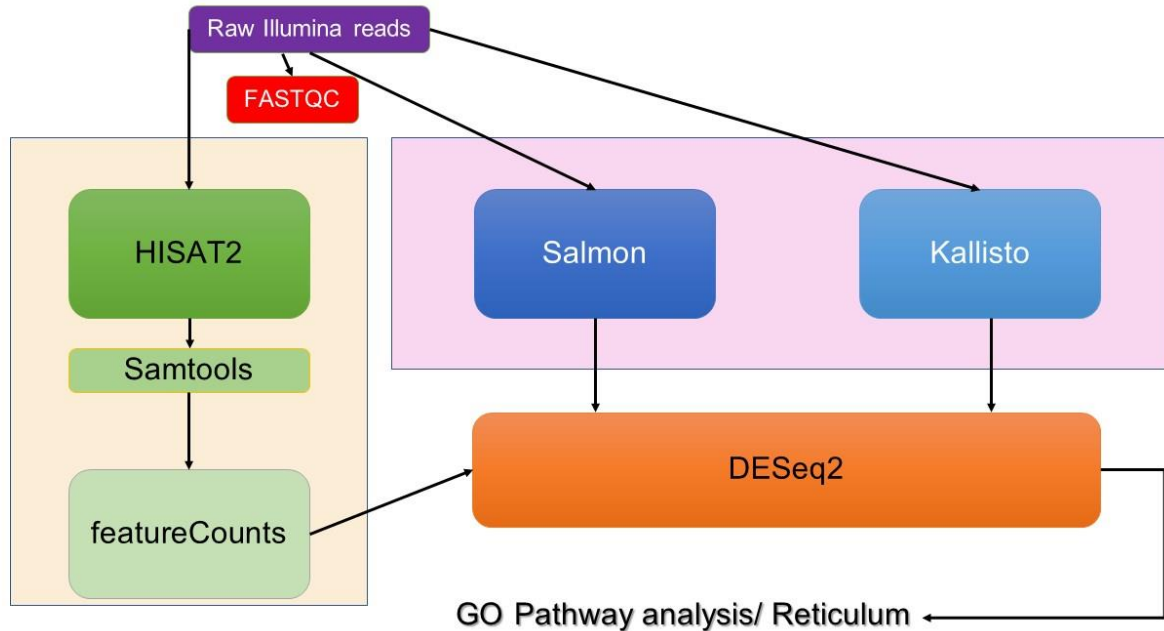 Raw Illumina reads
FASTQC
HISAT2
Salmon
Kallisto
Samtools
DESeq2
featureCounts
GO Pathway analysis/ Reticulum